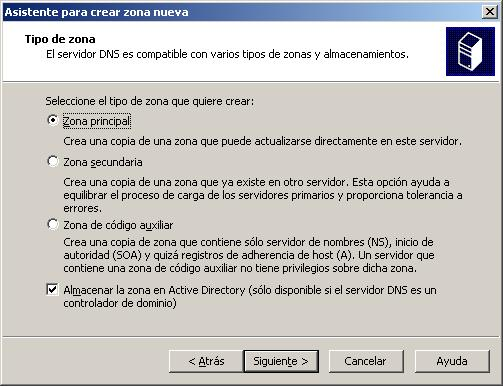 Asistente para crear zona nueva
Tipo de zona
El servidor DNS es compatible con varios tipos de zonas y almacenamientos.
Seleccione el tipo de zona que quiere crear:
Zona principal
Crea una copia de una zona que puede actualizarse directamente en este servidor.
Zona secundaria
Crea una copia de una zona que ya existe en otro servidor. Esta opción ayuda a
equilibrar el proceso de carga de los servidores primarios y proporciona tolerancia a
errores.
Zona de código auxiliar
Crea una copia de zona que contiene sólo servidor de nombres (NS), inicio de
autoridad (SOA) y quizá registros de adherencia de host (A). Un servidor que
contiene una zona de código auxiliar no tiene privilegios sobre dicha zona.
Almacenar la zona en Active Directory (sólo disponible si el servidor DNS es un
controlador de dominio)
< Atrás
Siguiente >
Cancelar
Ayuda